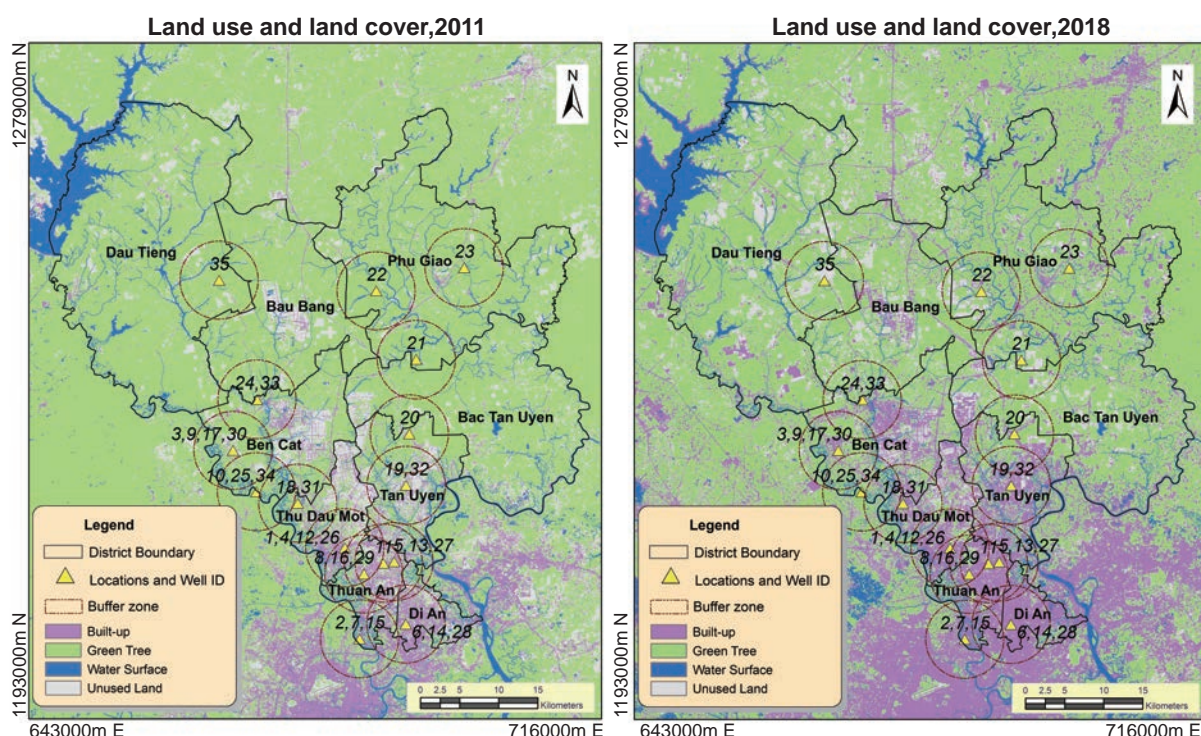 Land use and land cover,2011
1279000m N
N
Dau Tieng
35
Phu Giao
23
22
Bau Bang
21
24,33
Bac Tan Uyen
20
3,9,17,30
Ben Cat
10,25,34
19,32
18,31
Tan Uyen
Thu Dau Mot
1,4,12,26
8,16,29
115,13,27
Thuan An
Di An
2,7,15
6,14,28
Legend
District Boundary
Locations and Well ID
Buffer zone
Built-up
Green Tree
Water Surface
Unused Land
0 2.5 5 10 15
Kilometers
1193000m N
643000m E
716000m E
Land use and land cover,2018
1279000m N
N
Dau Tieng
35
Phu Giao
23
22
Bau Bang
21
24,33
Bac Tan Uyen
20
3,9,17,30
Ben Cat
10,25,34
19,32
18,31
Tan Uyen
Thu Dau Mot
1,4,12,26
8,16,29
115,13,27
Thuan An
Di An
2,7,15
6,14,28
Legend
District Boundary
Locations and Well ID
Buffer zone
Built-up
Green Tree
Water Surface
Unused Land
0 2.5 5 10 15
Kilometers
1193000m N
643000m E
716000m E